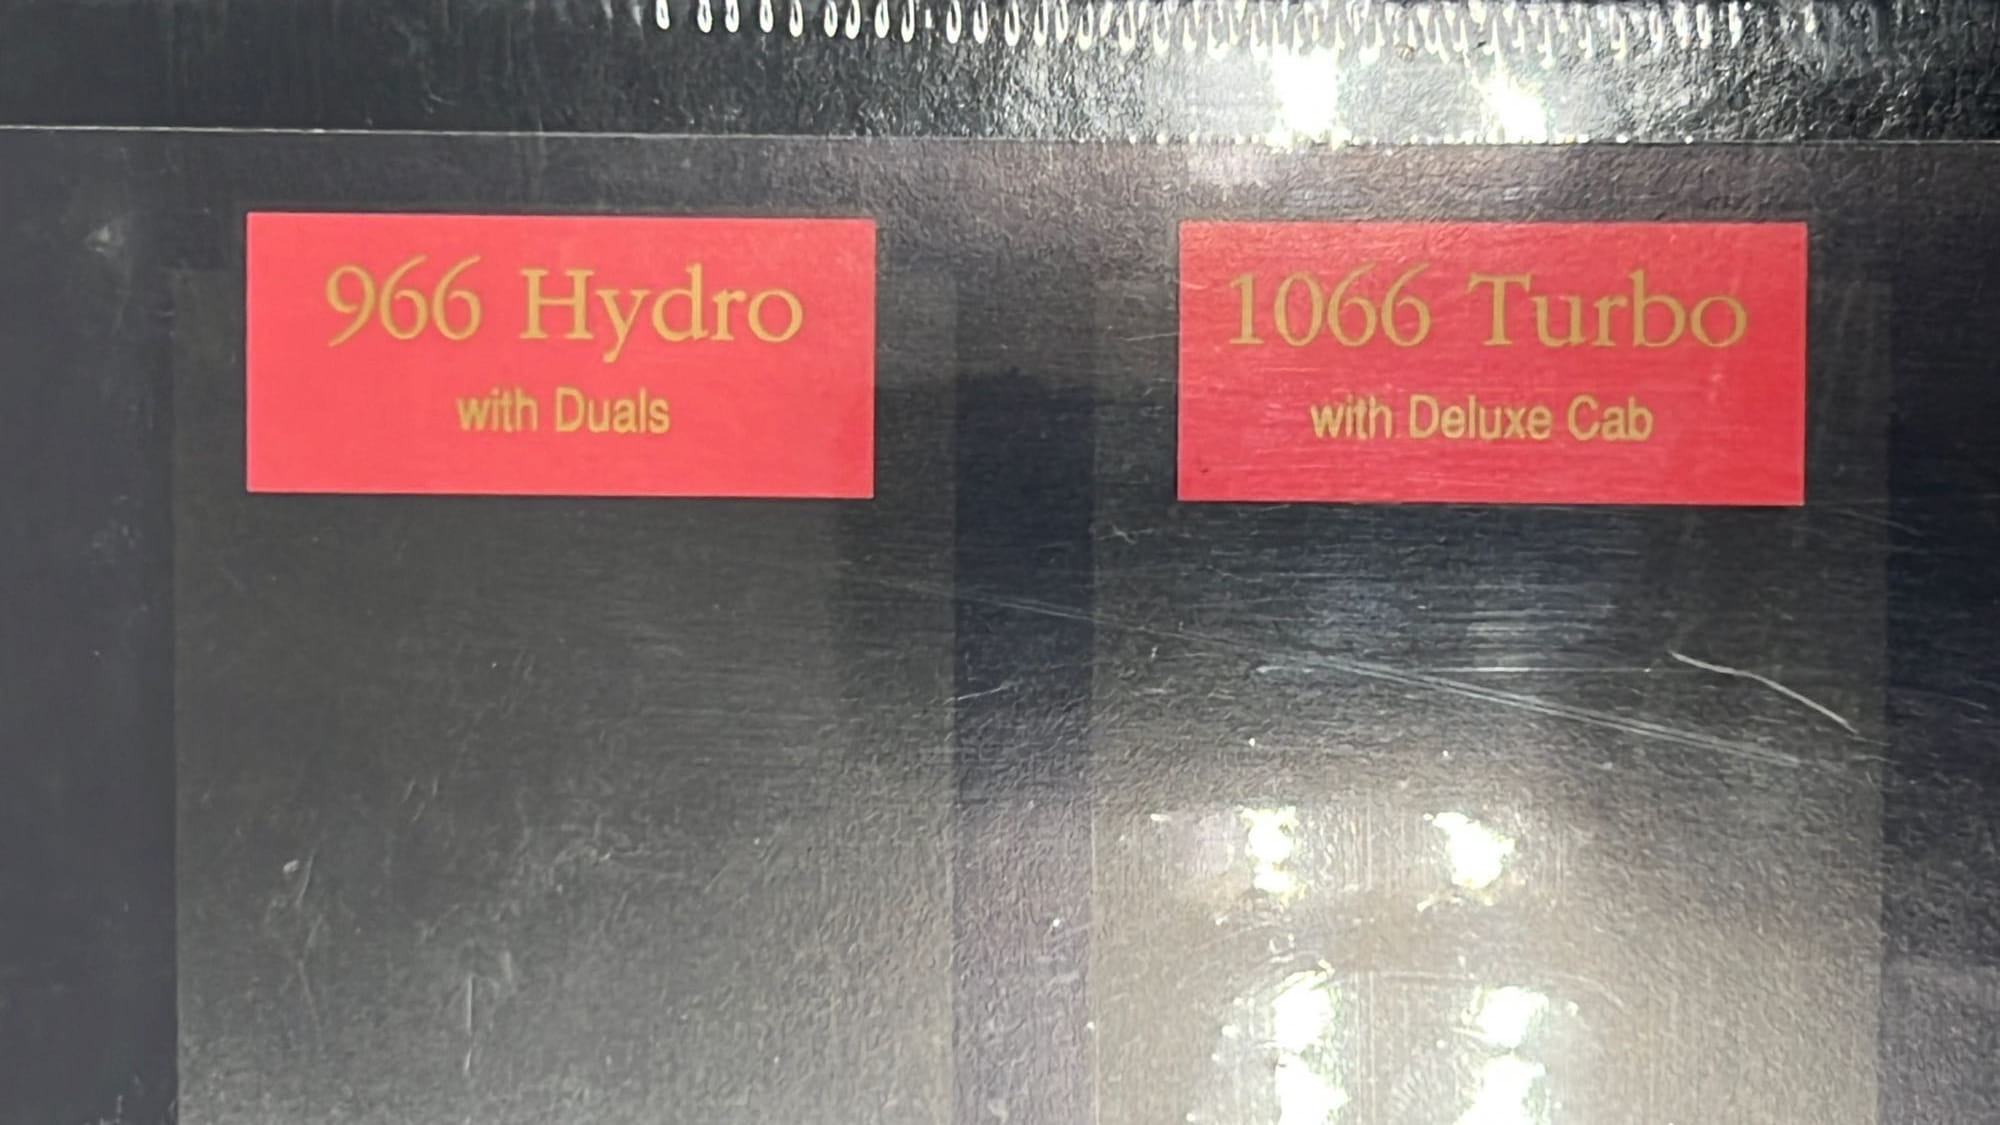 966 Hydro
with Duals
1066 Turbo
with Deluxe Cab